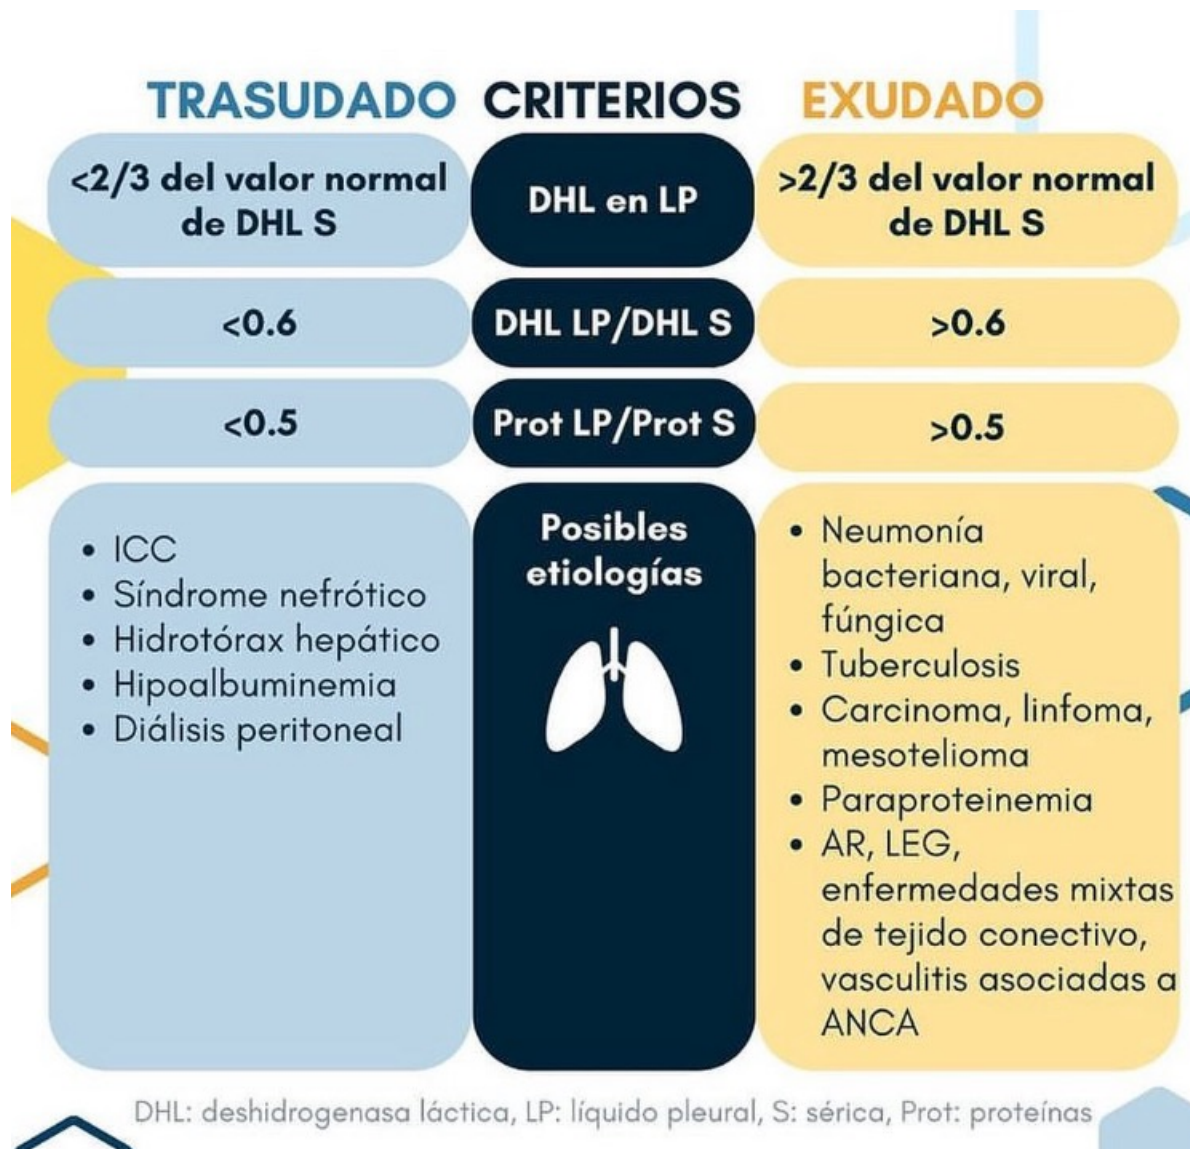 TRASUDADO CRITERIOS EXUDADO
<2/3 del valor normal
de DHL S
DHL en LP
>2/3 del valor normal
de DHL S
<0.6
DHL LP/DHL S
>0.6
<0.5
Prot LP/Prot S
>0.5
• ICC
• Síndrome nefrótico
• Hidrotórax hepático
• Hipoalbuminemia
• Diálisis peritoneal
Posibles
etiologías
• Neumonía
bacteriana, viral,
fúngica
• Tuberculosis
• Carcinoma, linfoma,
mesotelioma
• Paraproteinemia
• AR, LEG,
enfermedades mixtas
de tejido conectivo,
vasculitis asociadas a
ANCA
DHL: deshidrogenasa láctica, LP: líquido pleural, S: sérica, Prot: proteínas